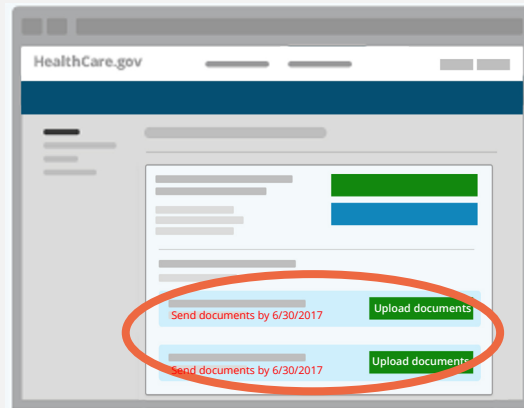 HealthCare.gov
Send documents by 6/30/2017
Upload documents
Send documents by 6/30/2017
Upload documents